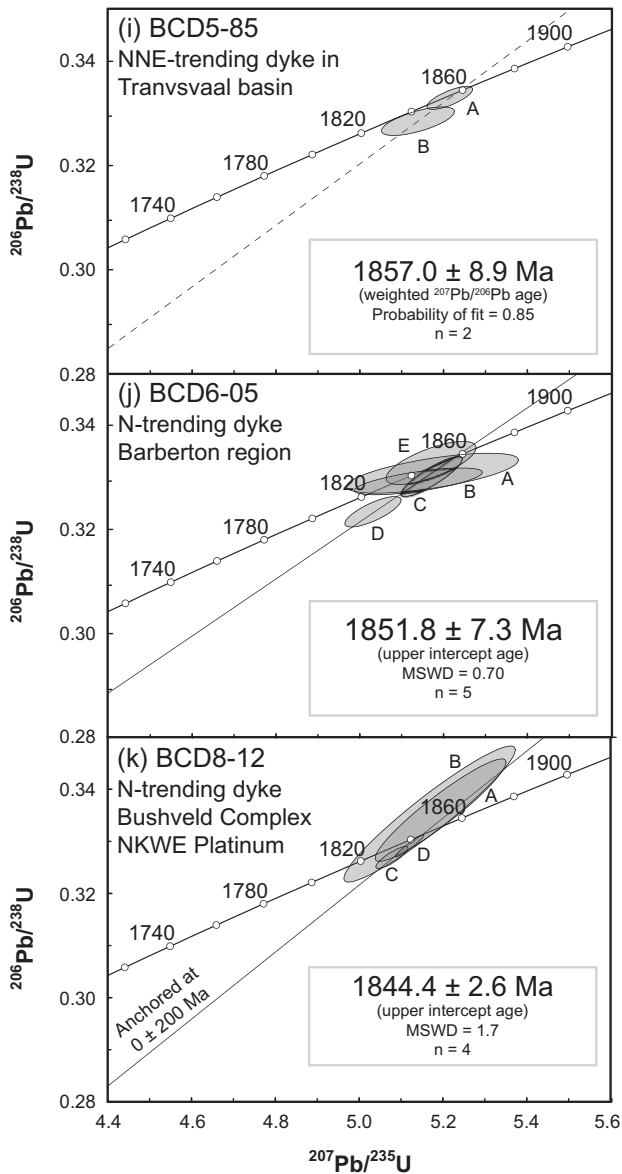 (i) BCD5-85
NNE-trending dyke in
Tranvsvaal basin
0.34
0.32
0.30
0.28
²⁰⁶Pb/²³⁸U
1740
1780
1820
1860
1900
A
B
1857.0 ± 8.9 Ma
(weighted ²⁰⁷Pb/²⁰⁶Pb age)
Probability of fit = 0.85
n = 2
(j) BCD6-05
N-trending dyke
Barberton region
0.34
0.32
0.30
0.28
²⁰⁶Pb/²³⁸U
1740
1780
1820
1860
1900
E
A
B
C
D
1851.8 ± 7.3 Ma
(upper intercept age)
MSWD = 0.70
n = 5
(k) BCD8-12
N-trending dyke
Bushveld Complex
NKWE Platinum
0.34
0.32
0.30
0.28
²⁰⁶Pb/²³⁸U
1740
1780
1820
1860
1900
B
A
D
C
Anchored at
0 ± 200 Ma
1844.4 ± 2.6 Ma
(upper intercept age)
MSWD = 1.7
n = 4
4.4 4.6 4.8 5.0 5.2 5.4 5.6
²⁰⁷Pb/²³⁵U